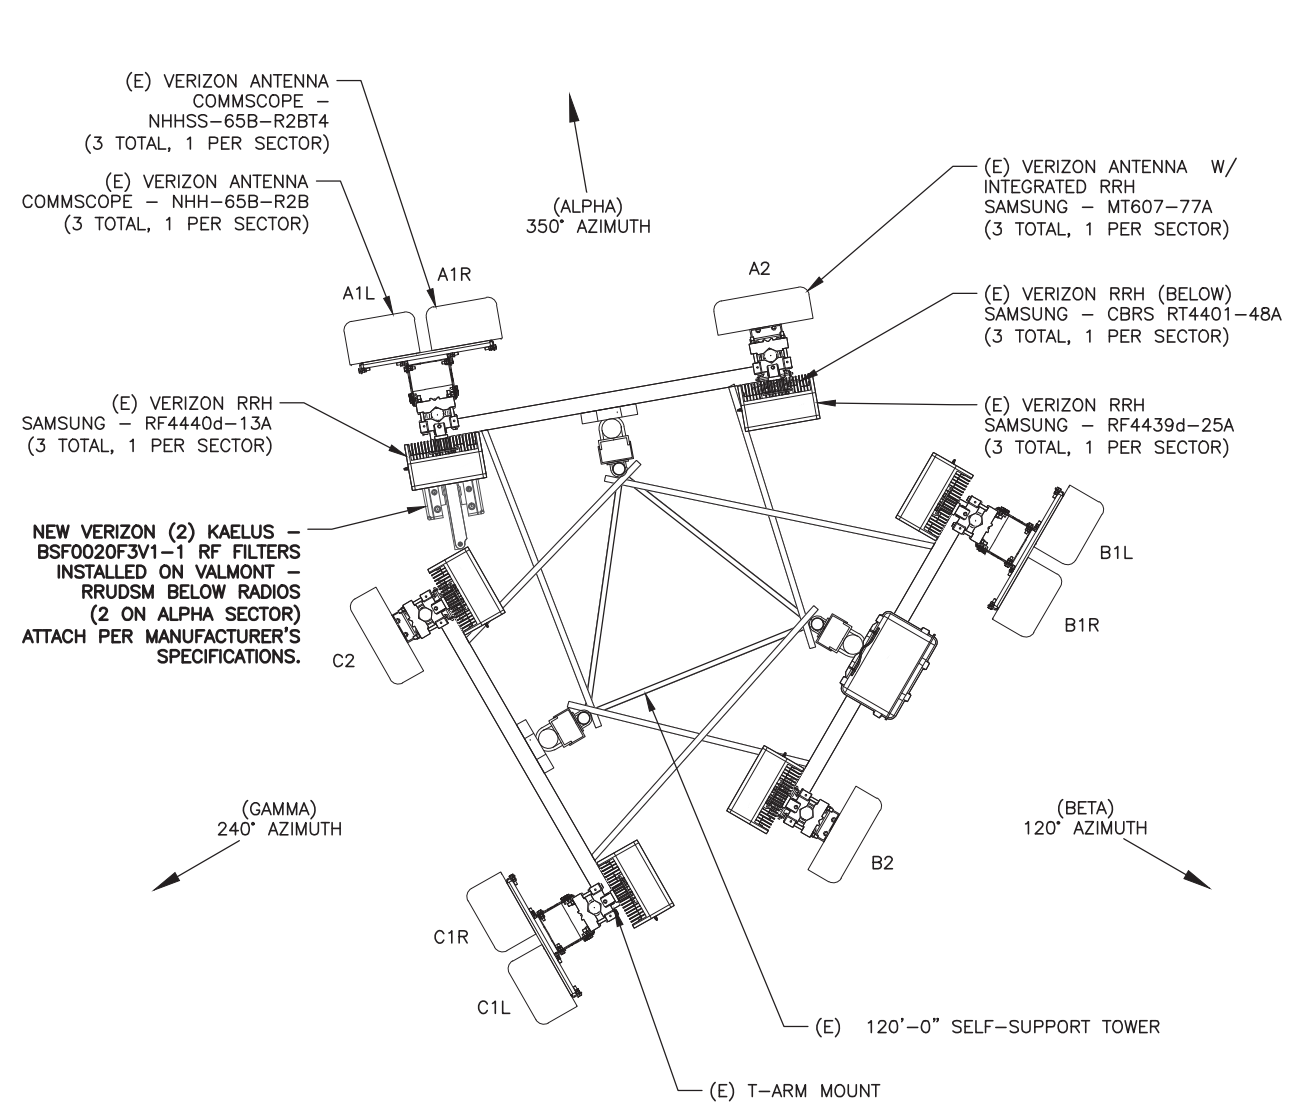 (E) VERIZON ANTENNA
COMMSCOPE –
NHHSS–65B–R2BT4
(3 TOTAL, 1 PER SECTOR)
(E) VERIZON ANTENNA
COMMSCOPE – NHH–65B–R2B
(3 TOTAL, 1 PER SECTOR)
(ALPHA)
350° AZIMUTH
(E) VERIZON ANTENNA W/
INTEGRATED RRH
SAMSUNG – MT607–77A
(3 TOTAL, 1 PER SECTOR)
A1L
A1R
A2
(E) VERIZON RRH (BELOW)
SAMSUNG – CBRS RT4401–48A
(3 TOTAL, 1 PER SECTOR)
(E) VERIZON RRH
SAMSUNG – RF4440d–13A
(3 TOTAL, 1 PER SECTOR)
(E) VERIZON RRH
SAMSUNG – RF4439d–25A
(3 TOTAL, 1 PER SECTOR)
NEW VERIZON (2) KAELUS –
BSF0020F3V1–1 RF FILTERS
INSTALLED ON VALMONT –
RRUDSM BELOW RADIOS
(2 ON ALPHA SECTOR)
ATTACH PER MANUFACTURER'S
SPECIFICATIONS.
B1L
B1R
C2
(GAMMA)
240° AZIMUTH
(BETA)
120° AZIMUTH
B2
C1R
C1L
(E) 120'–0" SELF–SUPPORT TOWER
(E) T–ARM MOUNT